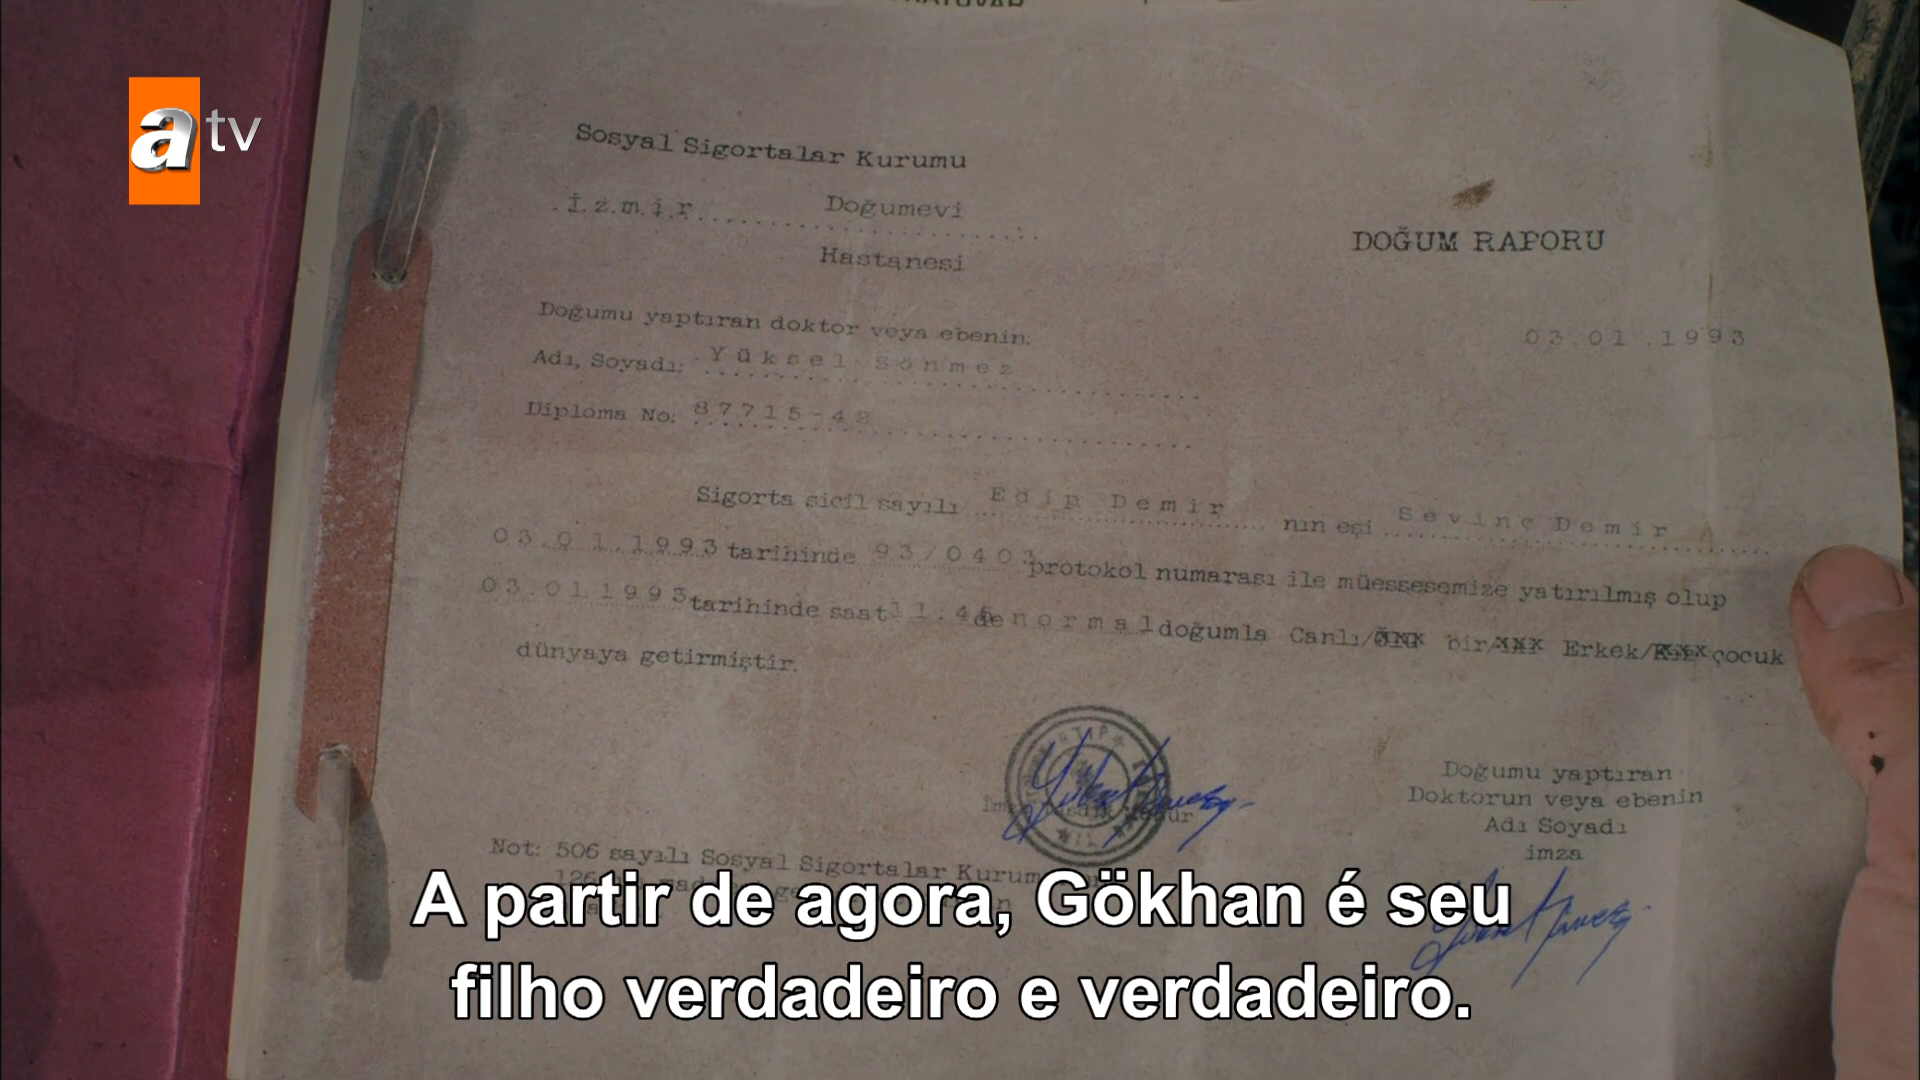 atv
Sosyal Sigortalar Kurumu
İzmir Doğumevi
Hastanesi
DOĞUM RAPORU
03.01.1993
Doğumu yaptıran doktor veya ebenin:
Adı, Soyadı: Yüksel Sönmez
Diploma No: 87715-42
Sigorta sicil sayılı Edip Demir nın eşi Sevinç Demir
03.01.1993 tarihinde 93/0403 protokol numarası ile müessesemize yatırılmış olup
03.01.1993 tarihinde saat 11.45 de normal doğumla Canlı/ bir/ Erkek/ çocuk
dünyaya getirmiştir.
Doğumu yaptıran
Doktorun veya ebenin
Adı Soyadı
imza
Not: 506 sayılı Sosyal Sigortalar Kurum
A partir de agora, Gökhan é seu
filho verdadeiro e verdadeiro.